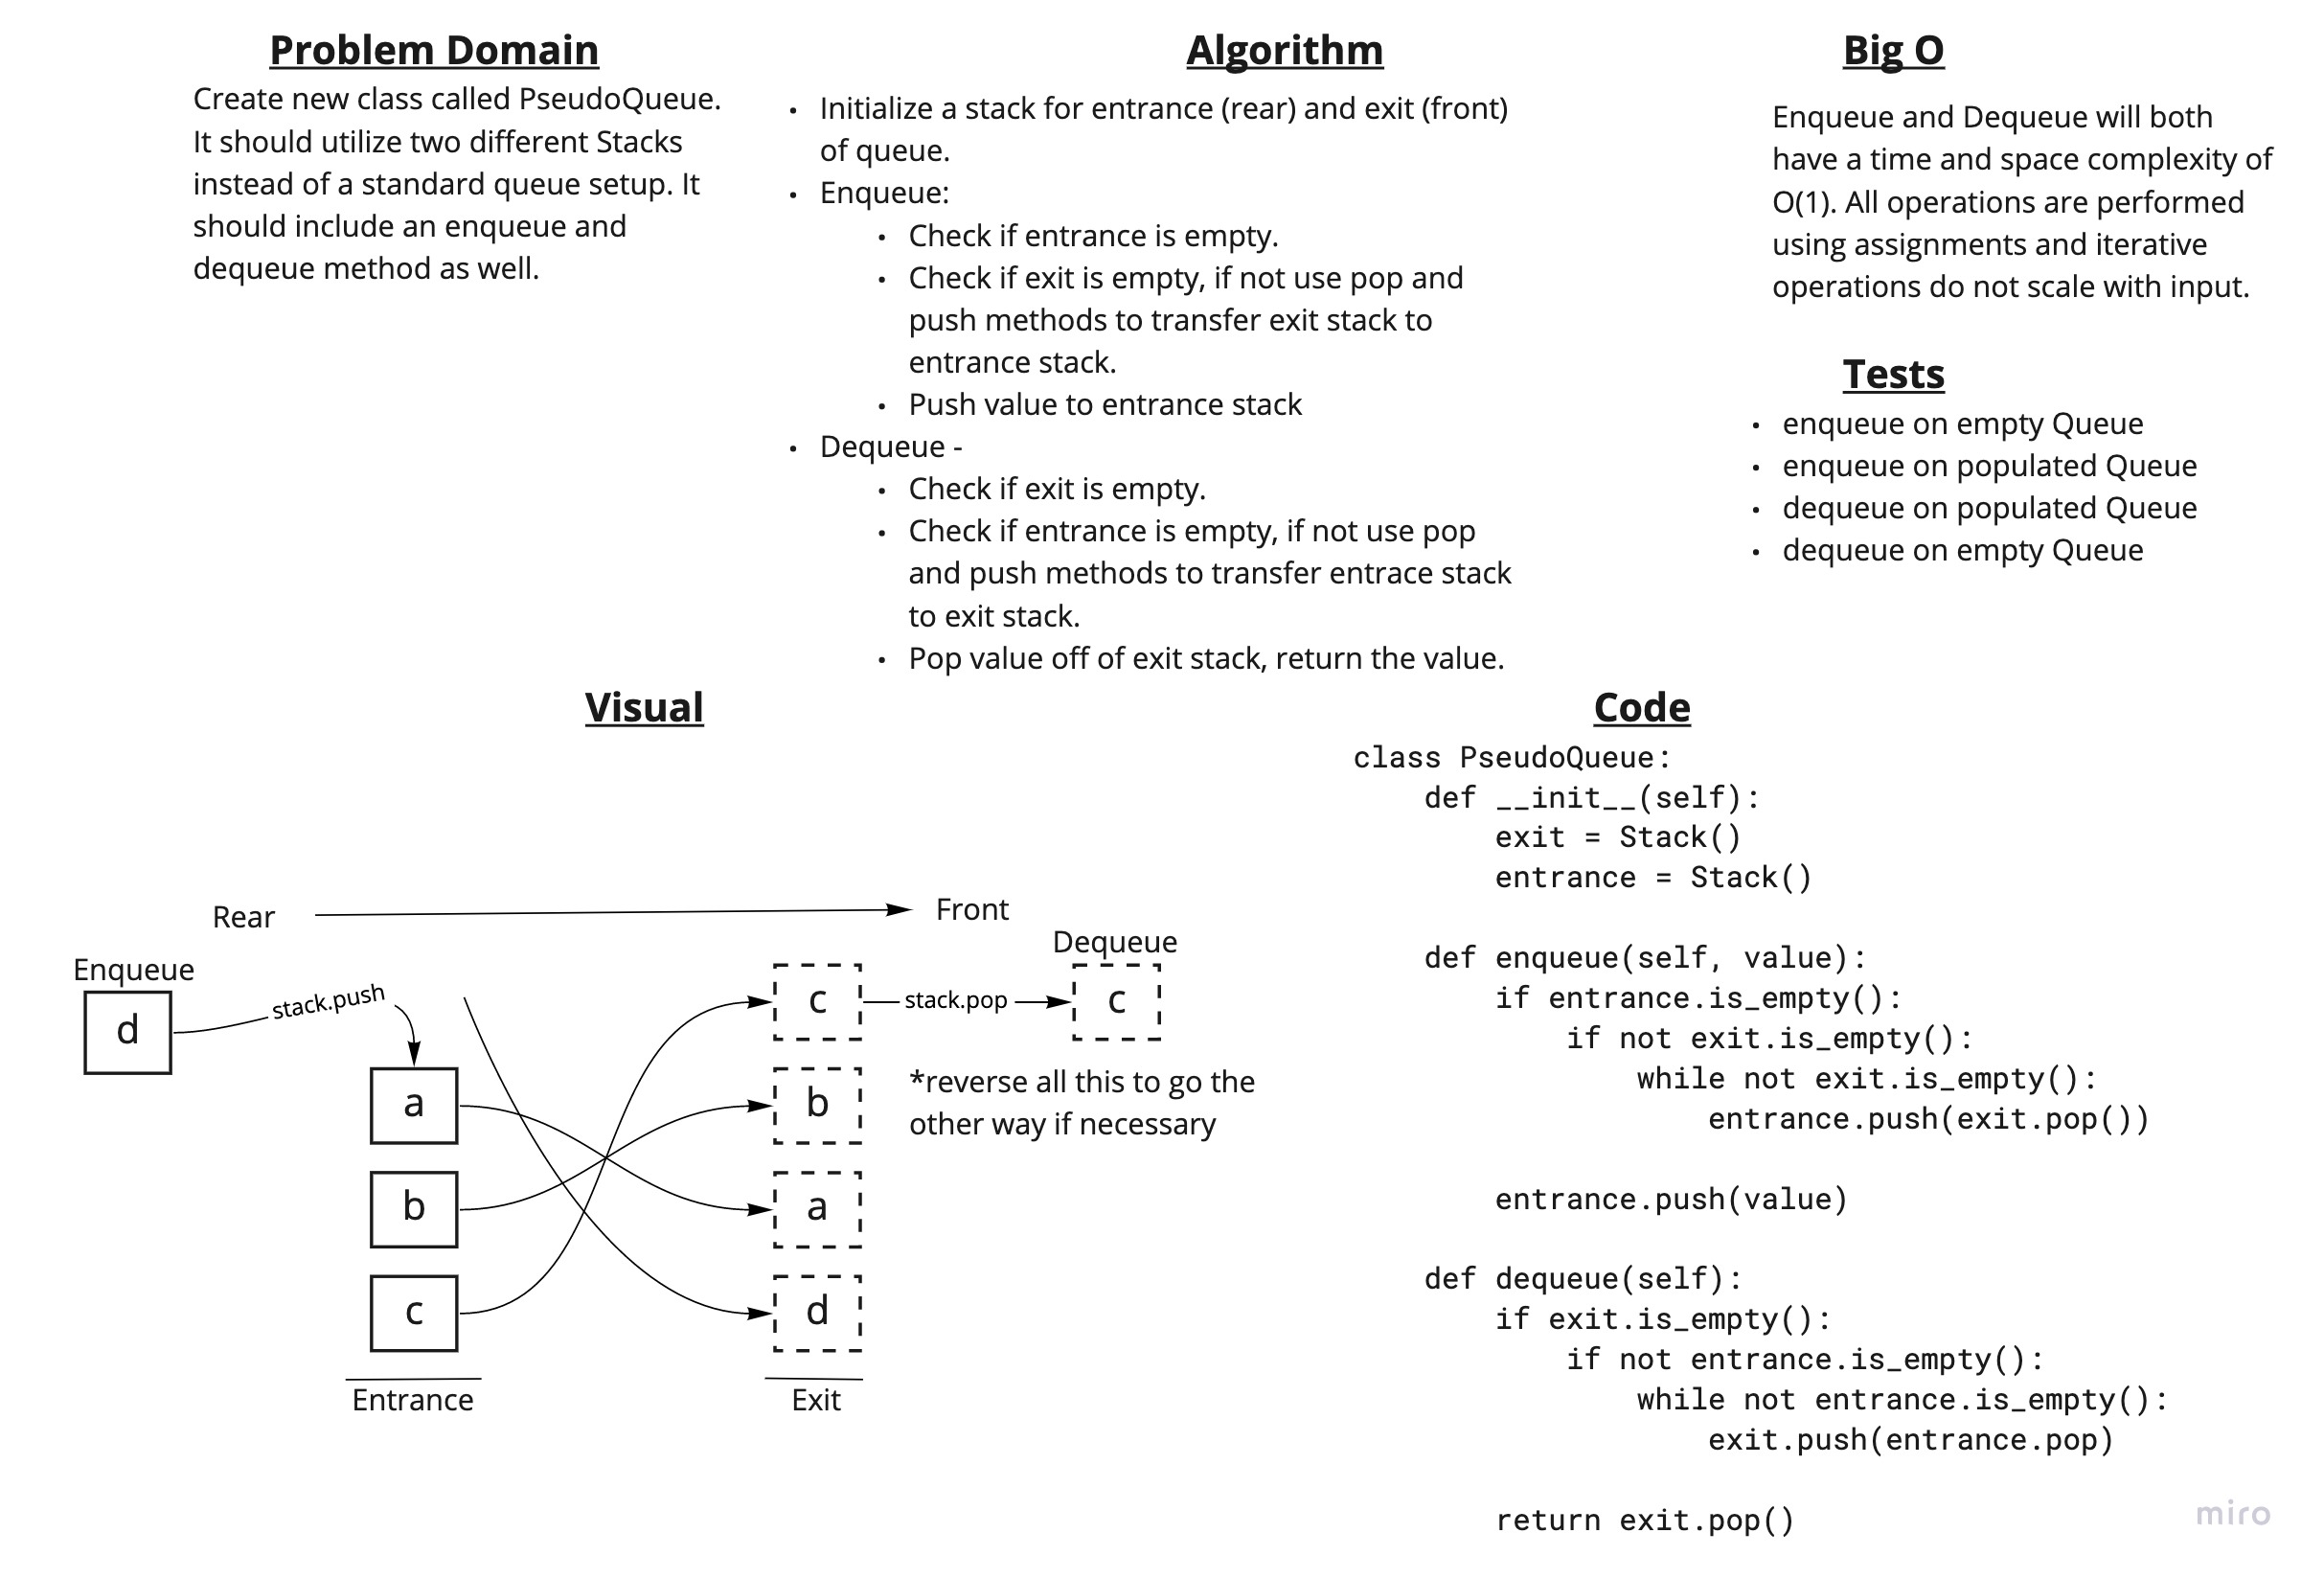 Problem Domain
Create new class called PseudoQueue.
It should utilize two different Stacks
instead of a standard queue setup. It
should include an enqueue and
dequeue method as well.
Algorithm
• Initialize a stack for entrance (rear) and exit (front)
of queue.
• Enqueue:
• Check if entrance is empty.
• Check if exit is empty, if not use pop and
push methods to transfer exit stack to
entrance stack.
• Push value to entrance stack
• Dequeue -
• Check if exit is empty.
• Check if entrance is empty, if not use pop
and push methods to transfer entrace stack
to exit stack.
• Pop value off of exit stack, return the value.
Big O
Enqueue and Dequeue will both
have a time and space complexity of
O(1). All operations are performed
using assignments and iterative
operations do not scale with input.
Tests
• enqueue on empty Queue
• enqueue on populated Queue
• dequeue on populated Queue
• dequeue on empty Queue
Visual
Rear
Front
Enqueue
d
stack.push
a
b
c
Entrance
c
b
a
d
Exit
stack.pop
Dequeue
c
*reverse all this to go the
other way if necessary
Code
class PseudoQueue:
    def __init__(self):
        exit = Stack()
        entrance = Stack()
    def enqueue(self, value):
        if entrance.is_empty():
            if not exit.is_empty():
                while not exit.is_empty():
                    entrance.push(exit.pop())
        entrance.push(value)
    def dequeue(self):
        if exit.is_empty():
            if not entrance.is_empty():
                while not entrance.is_empty():
                    exit.push(entrance.pop)
        return exit.pop()
miro